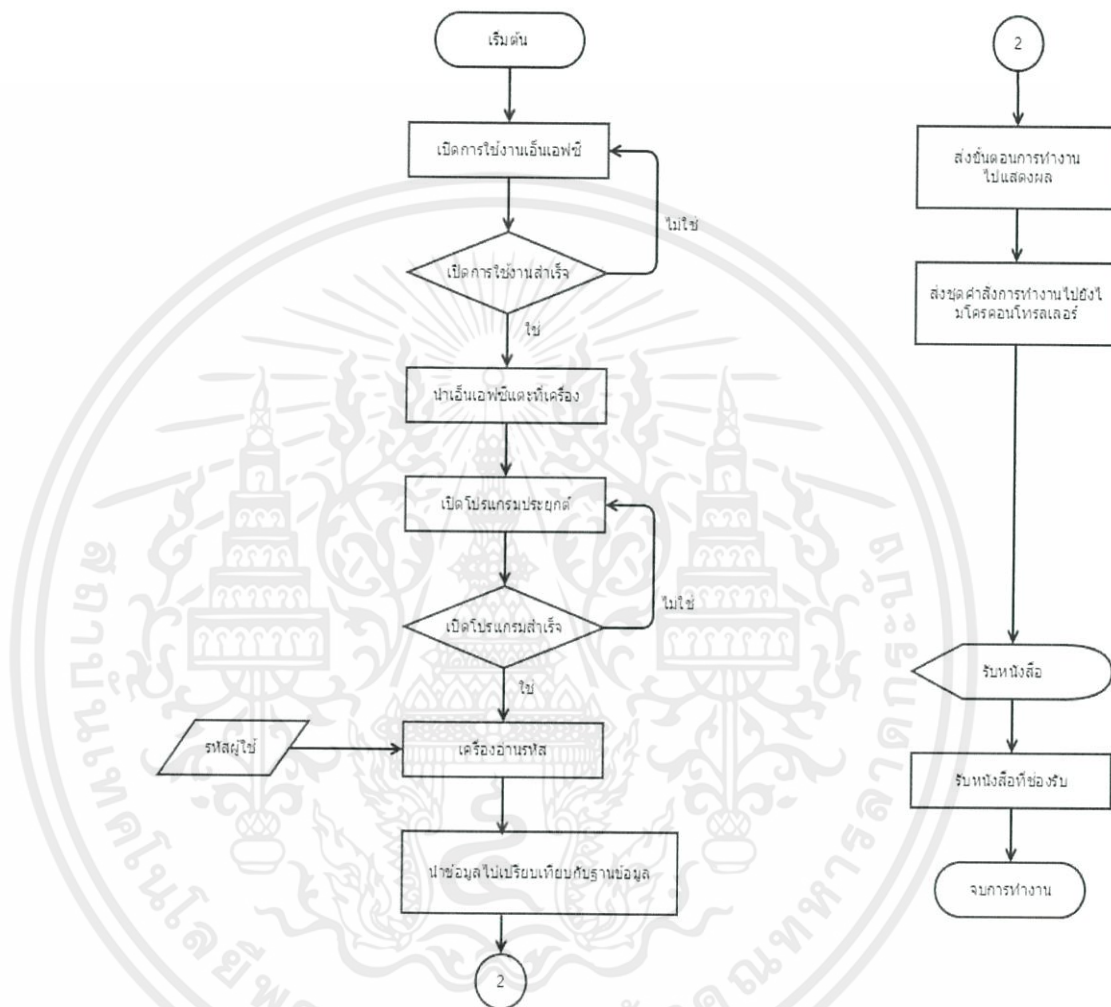 เริ่มต้น
เปิดการใช้งานเอ็นเอฟซี
ไม่ใช่
เปิดการใช้งานสำเร็จ
ใช่
นำเอ็นเอฟซีแตะที่เครื่อง
เปิดโปรแกรมประยุกต์
ไม่ใช่
เปิดโปรแกรมสำเร็จ
ใช่
รหัสผู้ใช้
เครื่องอ่านรหัส
นำข้อมูลไปเปรียบเทียบกับฐานข้อมูล
2
2
ส่งขั้นตอนการทำงาน
ไปแสดงผล
ส่งชุดคำสั่งการทำงานไปยังไ
มโครคอนโทรลเลอร์
รับหนังสือ
รับหนังสือที่ช่องรับ
จบการทำงาน